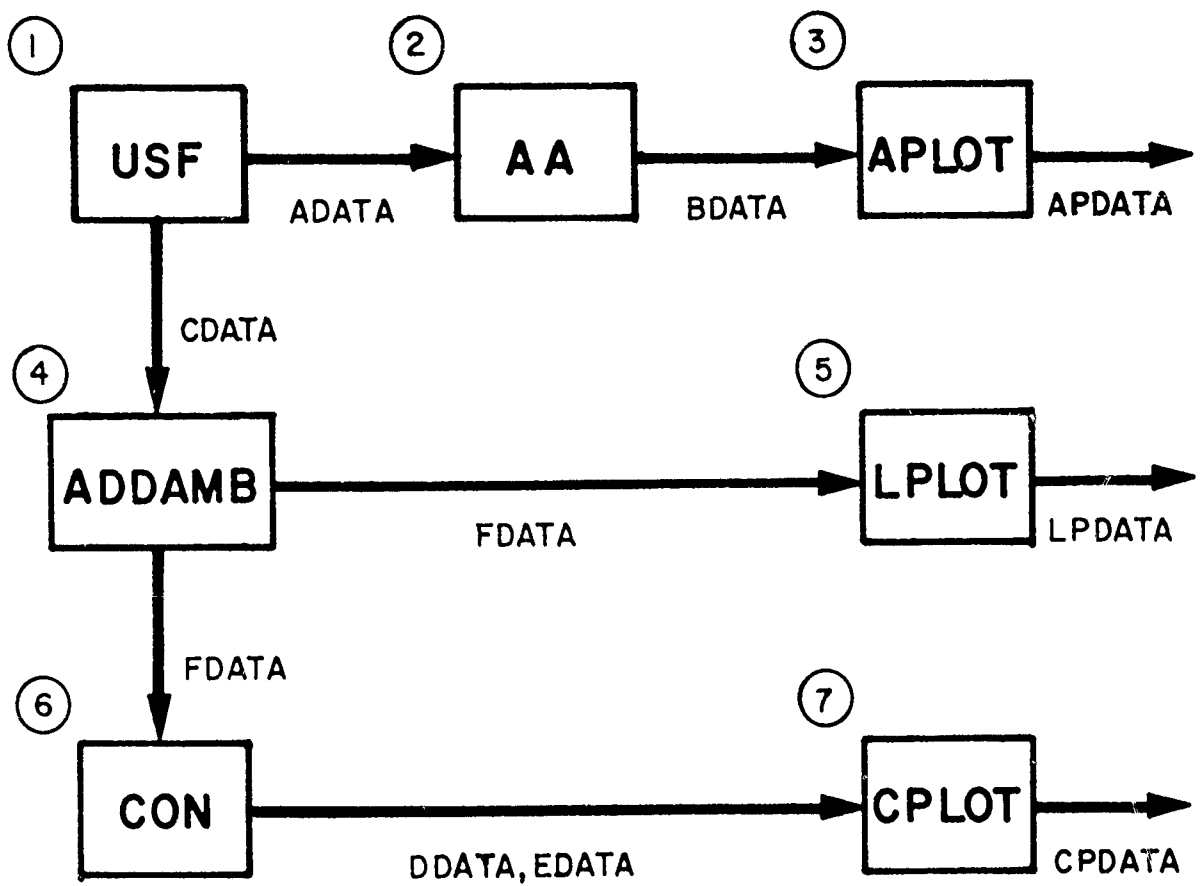 1
2
3
USF
AA
APLOT
ADATA
BDATA
APDATA
CDATA
4
5
ADDAMB
LPLOT
FDATA
LPDATA
FDATA
6
7
CON
CPLOT
DDATA, EDATA
CPDATA